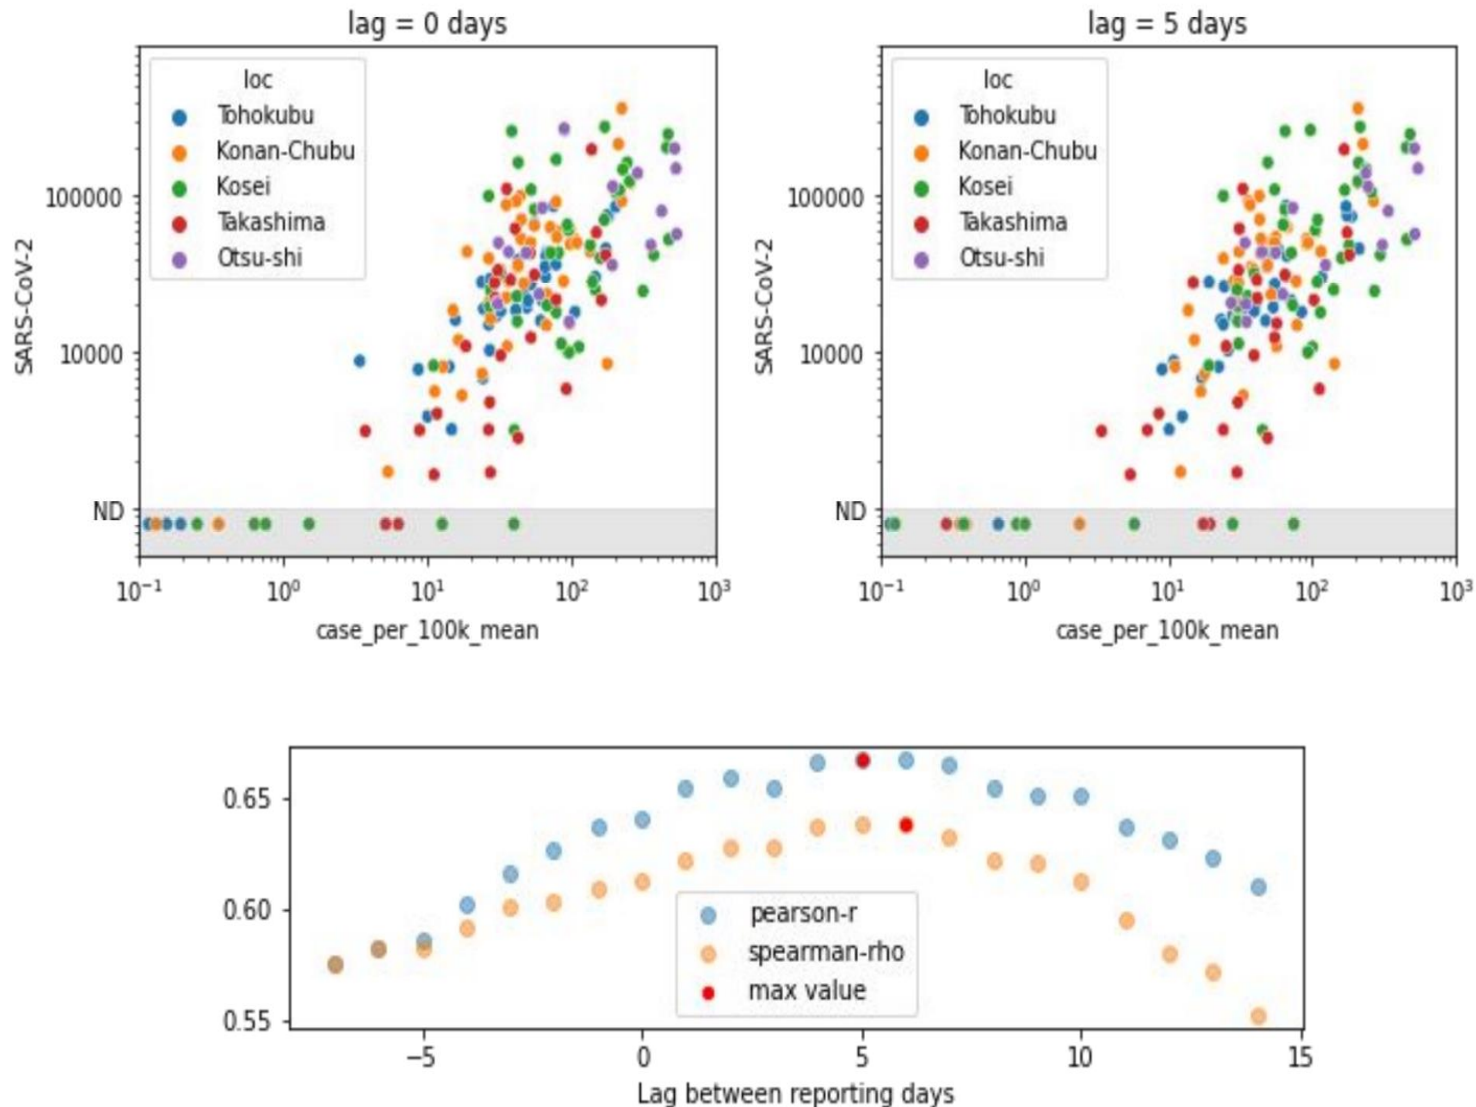 lag = 0 days
loc
Tohokubu
Konan-Chubu
Kosei
Takashima
Otsu-shi
SARS-CoV-2
100000
10000
ND
10⁻¹ 10⁰ 10¹ 10² 10³
case_per_100k_mean
lag = 5 days
loc
Tohokubu
Konan-Chubu
Kosei
Takashima
Otsu-shi
SARS-CoV-2
100000
10000
ND
10⁻¹ 10⁰ 10¹ 10² 10³
case_per_100k_mean
0.65
0.60
0.55
pearson-r
spearman-rho
max value
−5 0 5 10 15
Lag between reporting days